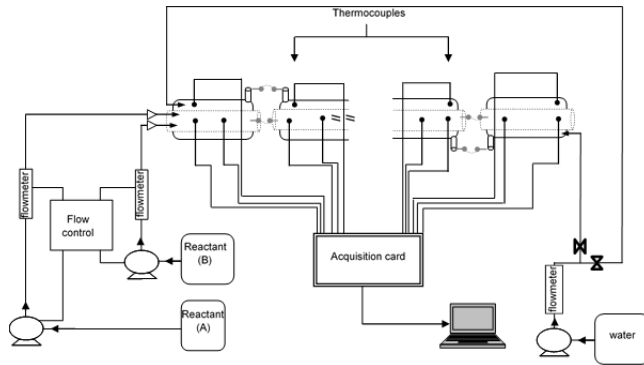 Thermocouples
flowmeter
flowmeter
Flow
control
Reactant
(B)
Reactant
(A)
Acquisition card
flowmeter
water